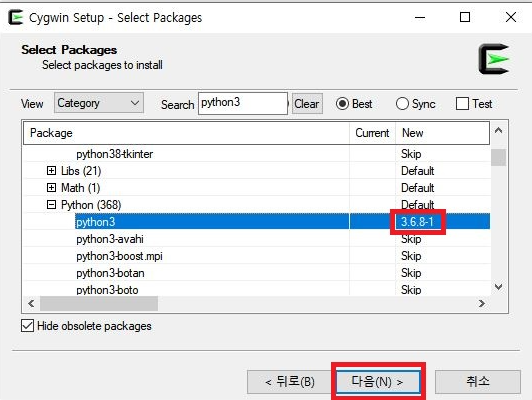 Cygwin Setup - Select Packages
Select Packages
Select packages to install
View Category Search python3 Clear Best Sync Test
Package Current New
python38-tkinter Skip
Libs (21) Default
Math (1) Default
Python (368) Default
python3 3.6.8-1
python3-avahi Skip
python3-boost.mpi Skip
python3-botan Skip
python3-boto Skip
Hide obsolete packages
< 뒤로(B) 다음(N) > 취소